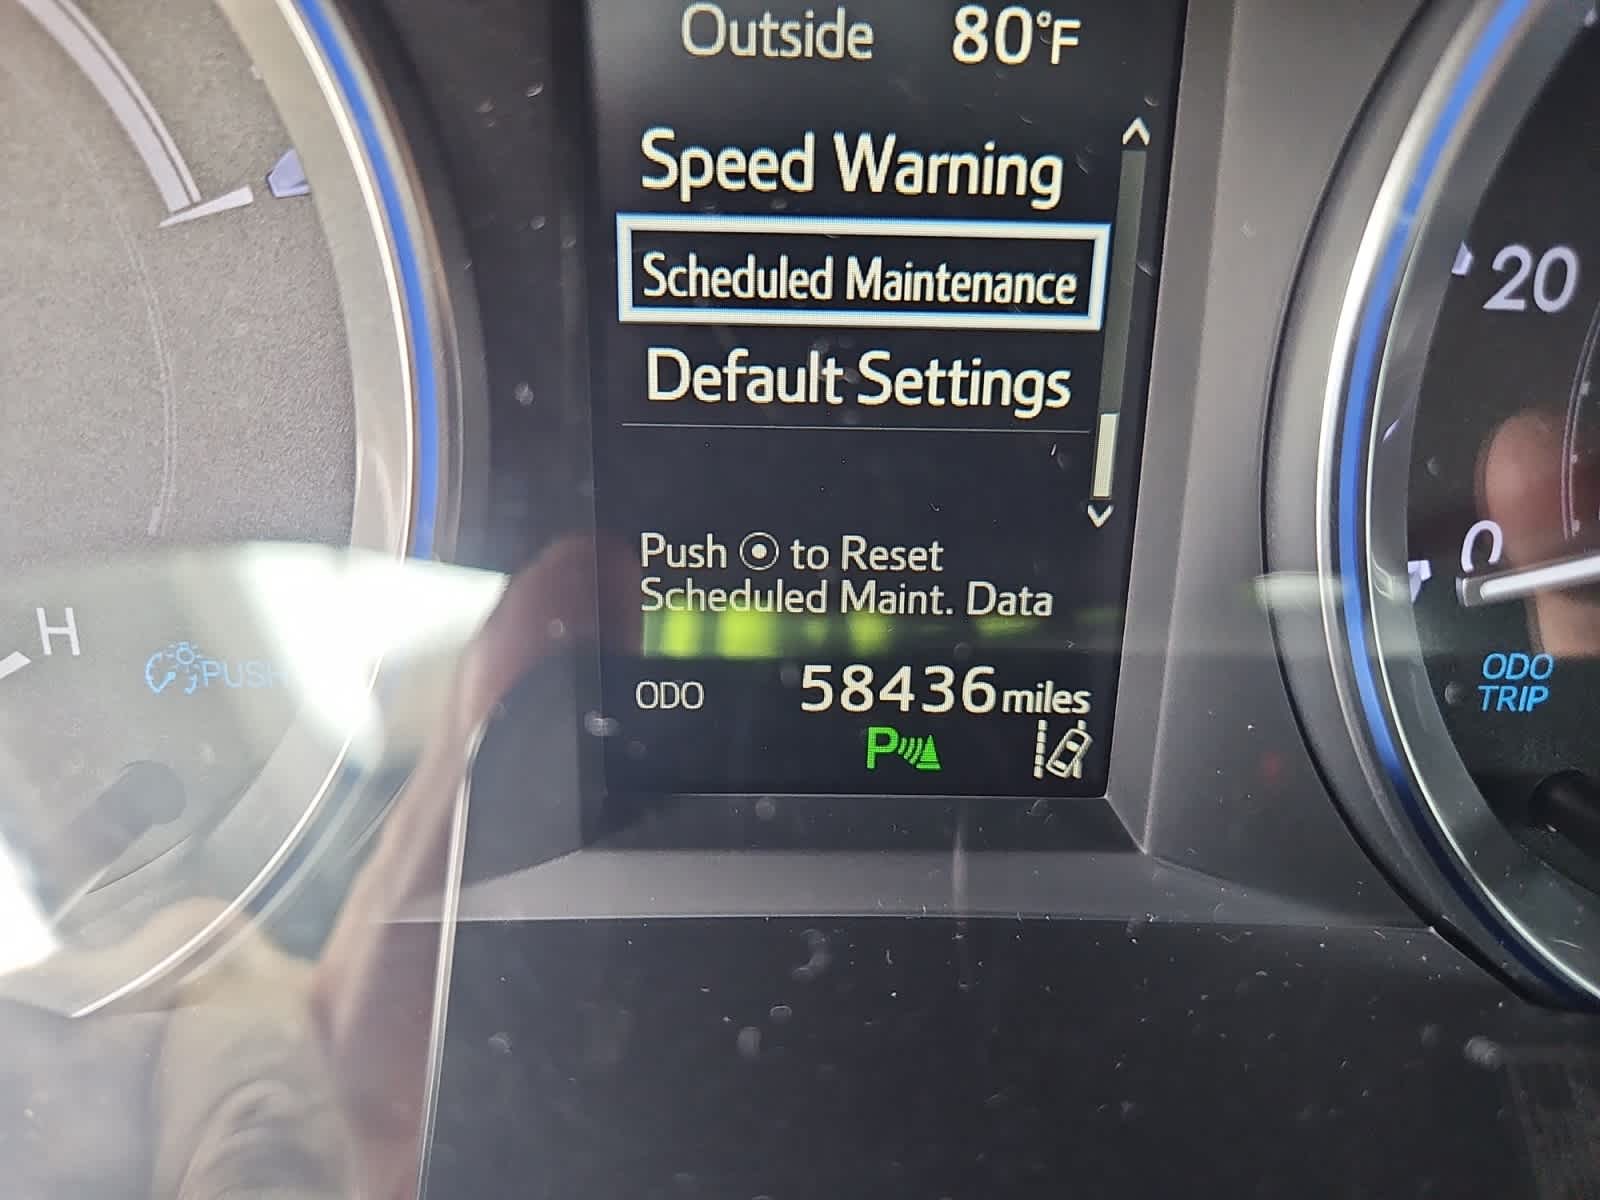 Outside 80°F
Speed Warning
Scheduled Maintenance
Default Settings
Push ⦿ to Reset
Scheduled Maint. Data
ODO 58436 miles
P
H
PUSH
20
0
ODO
TRIP